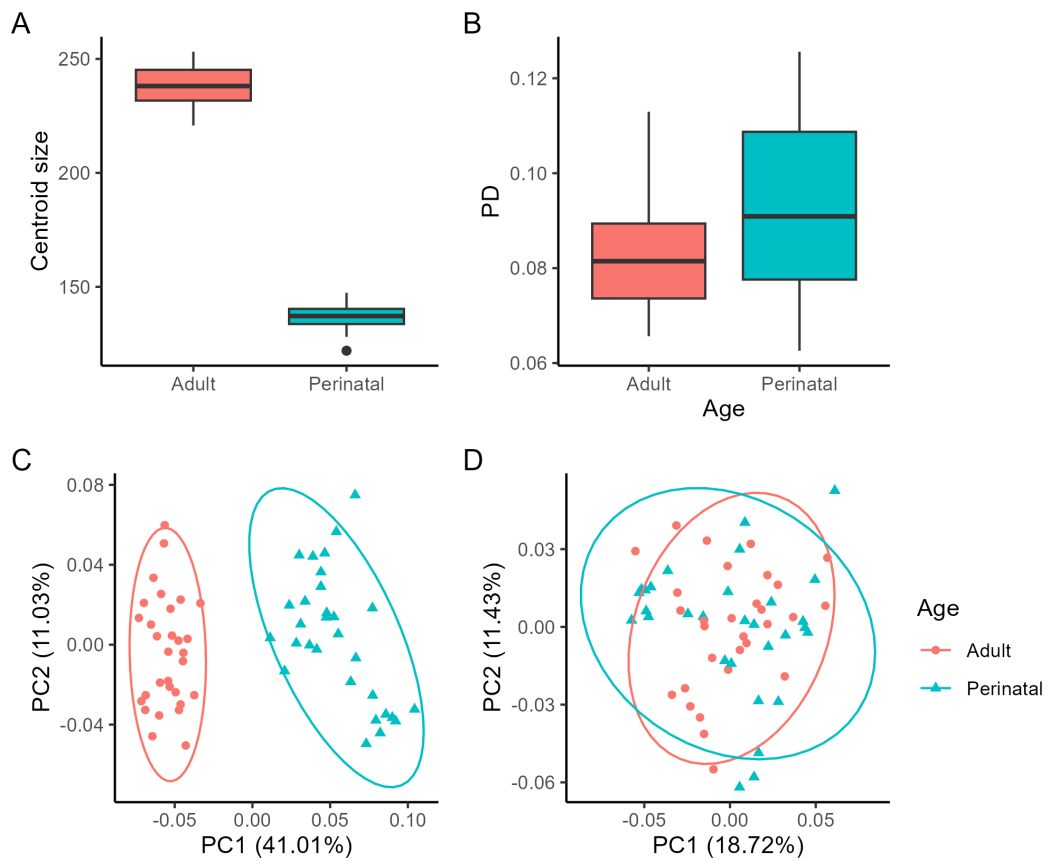 A
Centroid size
250
200
150
Adult
Perinatal
B
PD
0.12
0.10
0.08
0.06
Adult
Perinatal
Age
C
PC2 (11.03%)
0.08
0.04
0.00
-0.04
-0.05
0.00
0.05
0.10
PC1 (41.01%)
D
PC2 (11.43%)
0.03
0.00
-0.03
-0.06
-0.05
0.00
0.05
PC1 (18.72%)
Age
Adult
Perinatal